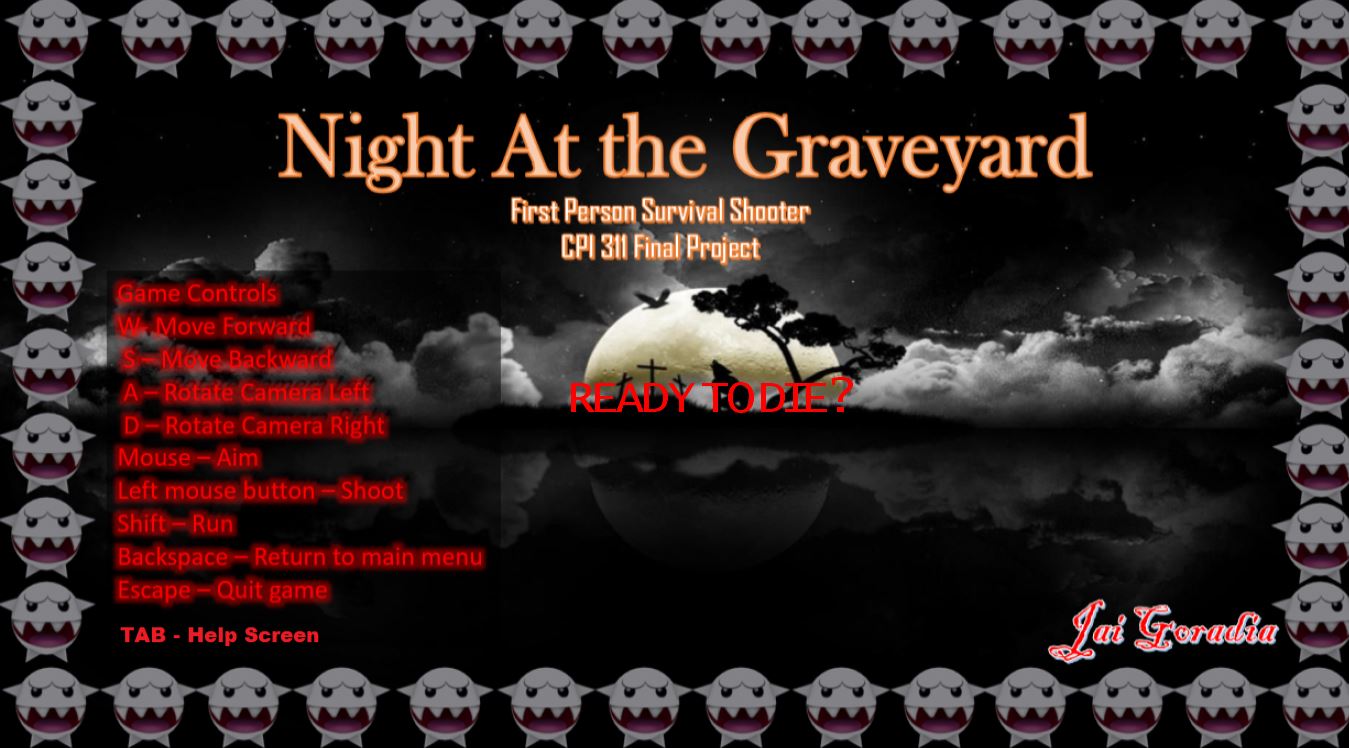 Night At the Graveyard
First Person Survival Shooter
CPI 311 Final Project
Game Controls
W- Move Forward
S – Move Backward
A – Rotate Camera Left
D – Rotate Camera Right
Mouse – Aim
Left mouse button – Shoot
Shift – Run
Backspace – Return to main menu
Escape – Quit game
TAB - Help Screen
READY TO DIE?
Jai Goradia